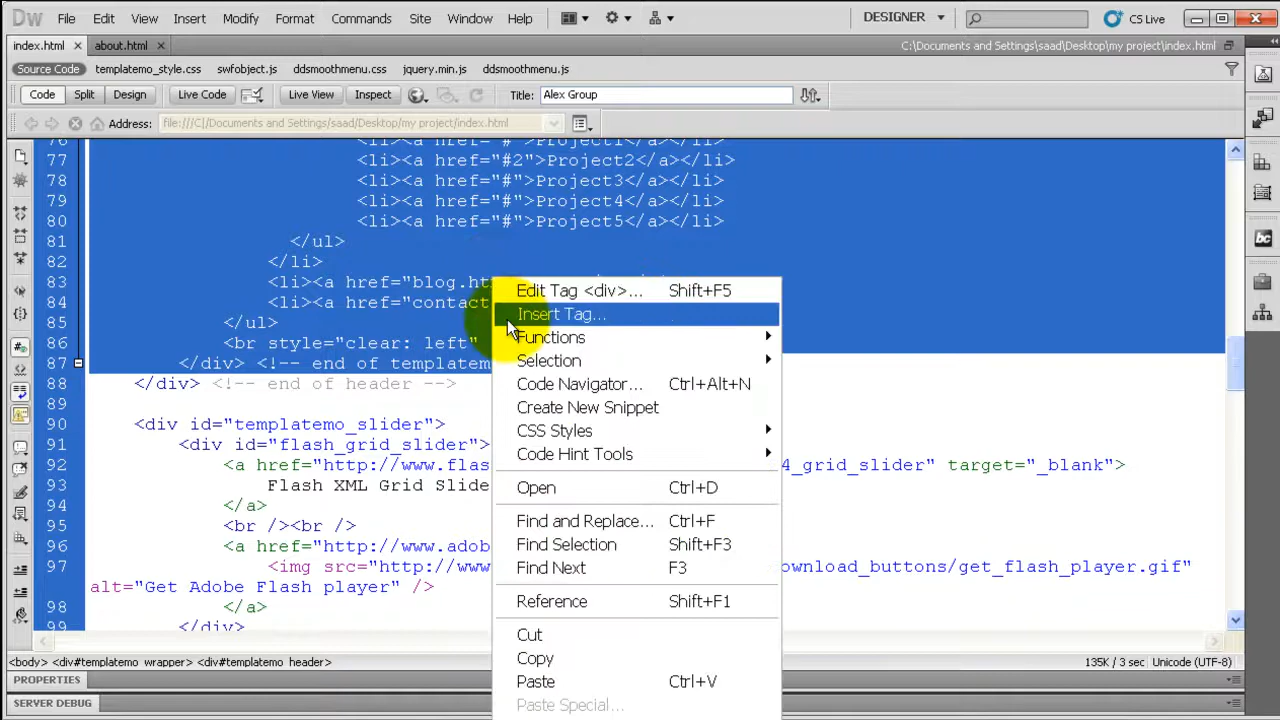 Dw File Edit View Insert Modify Format Commands Site Window Help DESIGNER CS Live
index.html about.html C:\Documents and Settings\saad\Desktop\my project\index.html
Source Code templatemo_style.css swfobject.js ddsmoothmenu.css jquery.min.js ddsmoothmenu.js
Code Split Design Live Code Live View Inspect Title: Alex Group
Address: file:///C|/Documents and Settings/saad/Desktop/my project/index.html
76 <li><a href="#">Project1</a></li>
77 <li><a href="#2">Project2</a></li>
78 <li><a href="#">Project3</a></li>
79 <li><a href="#">Project4</a></li>
80 <li><a href="#">Project5</a></li>
81 </ul>
82 </li>
83 <li><a href="blog.ht
84 <li><a href="contact
85 </ul>
86 <br style="clear: left"
87 </div> <!-- end of templatem
88 </div> <!-- end of header -->
89
90 <div id="templatemo_slider">
91 <div id="flash_grid_slider">
92 <a href="http://www.flas 4_grid_slider" target="_blank">
93 Flash XML Grid Slide
94 </a>
95 <br /><br />
96 <a href="http://www.adob
97 <img src="http://www ownload_buttons/get_flash_player.gif"
alt="Get Adobe Flash player" />
98 </a>
99 </div>
Edit Tag <div>... Shift+F5
Insert Tag...
Functions
Selection
Code Navigator... Ctrl+Alt+N
Create New Snippet
CSS Styles
Code Hint Tools
Open Ctrl+D
Find and Replace... Ctrl+F
Find Selection Shift+F3
Find Next F3
Reference Shift+F1
Cut
Copy
Paste Ctrl+V
Paste Special...
<body> <div#templatemo_wrapper> <div#templatemo_header> 135K / 3 sec Unicode (UTF-8)
PROPERTIES
SERVER DEBUG
bc